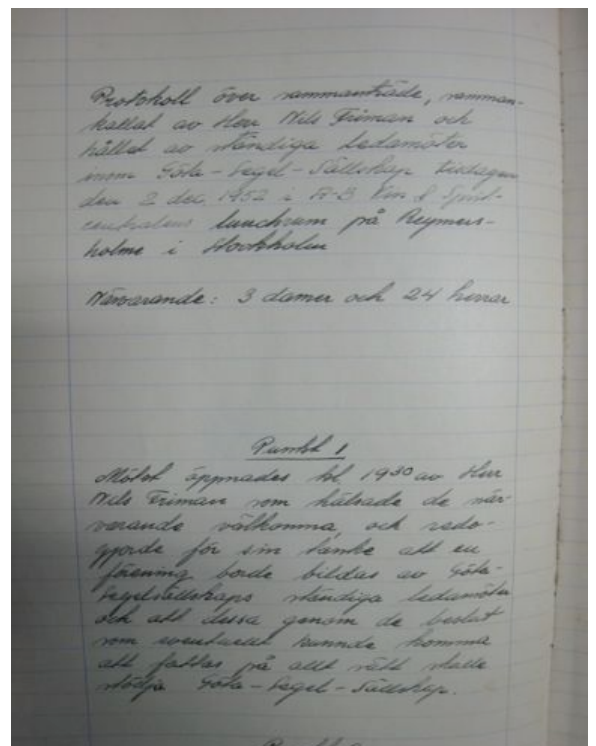 Protokoll över sammanträde, samman-
kallat av Herr Nils Friman och
hållet av ständiga ledamöter
inom Göta-Segel-Sällskap tisdagen
den 2 dec. 1952 i A-B Vin & Sprit-
centralens lunchrum på Reymers-
holme i Stockholm
Närvarande: 3 damer och 24 herrar
Punkt 1
Mötet öppnades kl. 19³⁰ av Herr
Nils Friman som hälsade de när-
varande välkomna, och redo-
gjorde för sin tanke att en
förening borde bildas av Göta-
Segelsällskaps ständiga ledamöter
och att dessa genom de beslut
som eventuellt kunnde komma
att fattas på allt sätt skulle
stödja Göta-Segel-Sällskap.